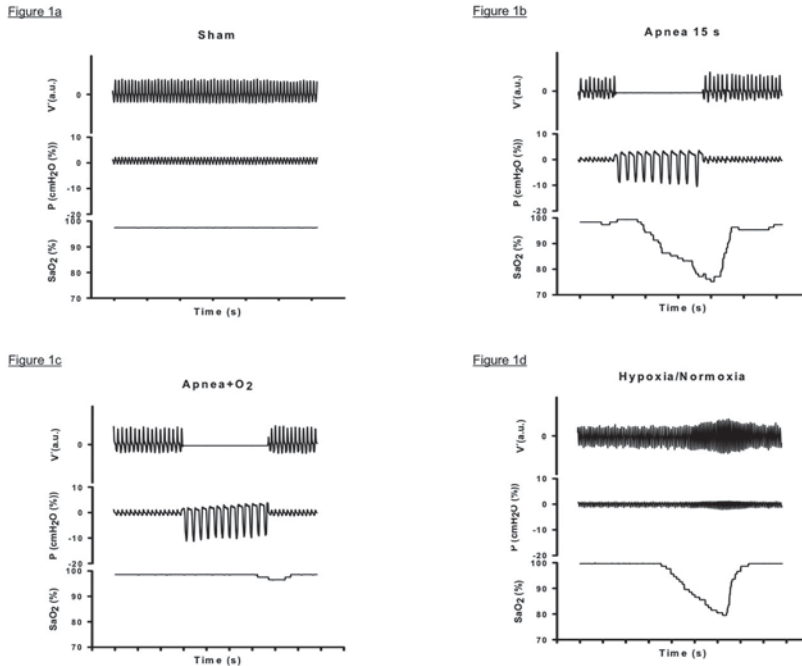 Figure 1a
Sham
V'(a.u.)
0
P (cmH2O (%))
10
0
-10
-20
SaO2 (%)
100
90
80
70
Time (s)
Figure 1b
Apnea 15 s
V'(a.u.)
0
P (cmH2O (%))
10
0
-10
-20
SaO2 (%)
100
90
80
70
Time (s)
Figure 1c
Apnea+O2
V'(a.u.)
0
P (cmH2O (%))
10
0
-10
-20
SaO2 (%)
100
90
80
70
Time (s)
Figure 1d
Hypoxia/Normoxia
V'(a.u.)
0
P (cmH2O (%))
10
0
-10
-20
SaO2 (%)
100
90
80
70
Time (s)